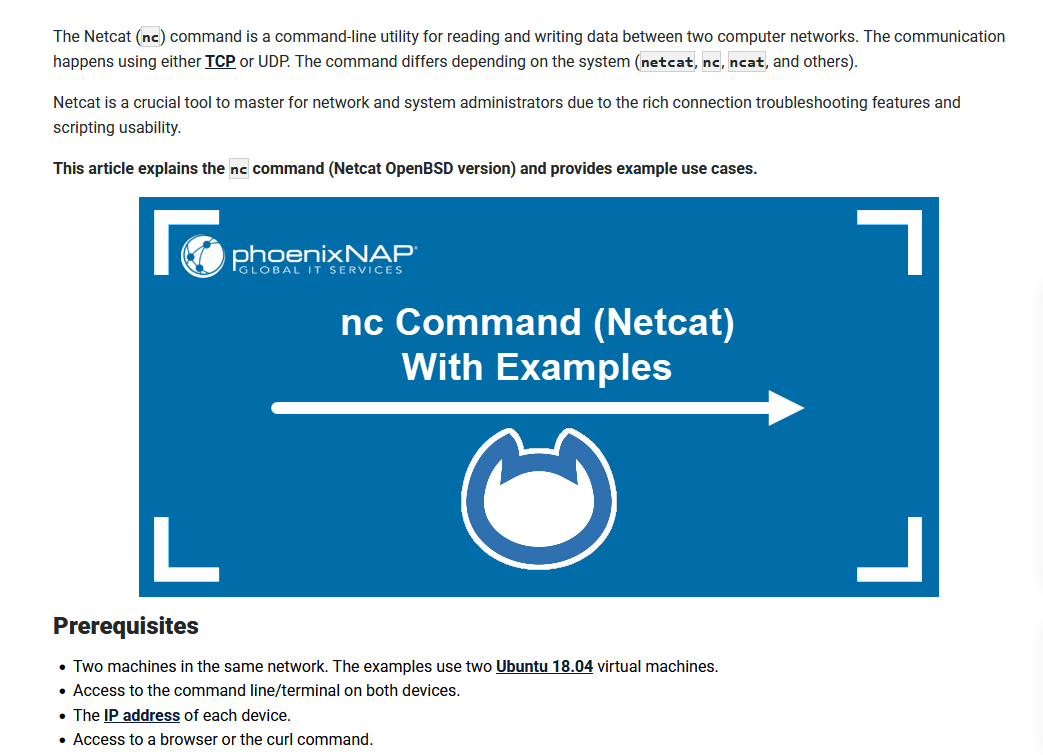 The Netcat (nc) command is a command-line utility for reading and writing data between two computer networks. The communication
happens using either TCP or UDP. The command differs depending on the system (netcat, nc, ncat, and others).
Netcat is a crucial tool to master for network and system administrators due to the rich connection troubleshooting features and
scripting usability.
This article explains the nc command (Netcat OpenBSD version) and provides example use cases.
phoenixNAP®
GLOBAL IT SERVICES
nc Command (Netcat)
With Examples
Prerequisites
• Two machines in the same network. The examples use two Ubuntu 18.04 virtual machines.
• Access to the command line/terminal on both devices.
• The IP address of each device.
• Access to a browser or the curl command.